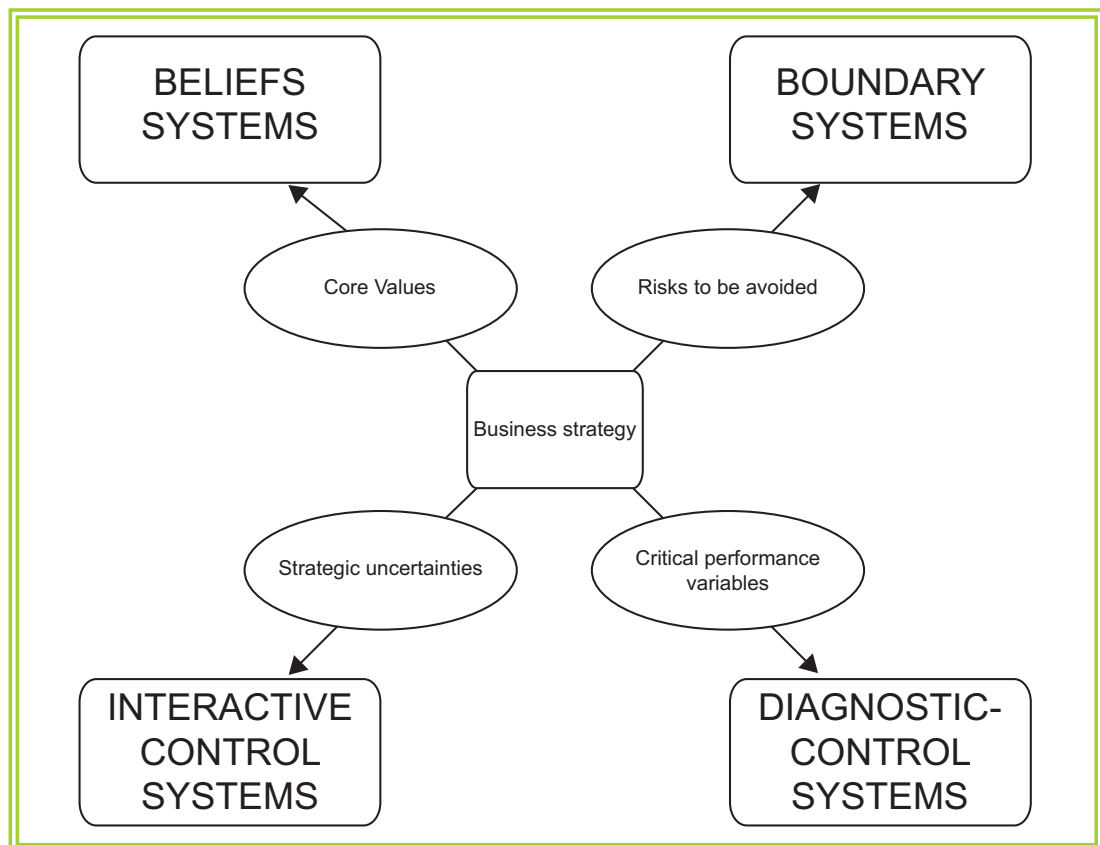 BELIEFS
SYSTEMS
BOUNDARY
SYSTEMS
Core Values
Risks to be avoided
Business strategy
Strategic uncertainties
Critical performance
variables
INTERACTIVE
CONTROL
SYSTEMS
DIAGNOSTIC-
CONTROL
SYSTEMS